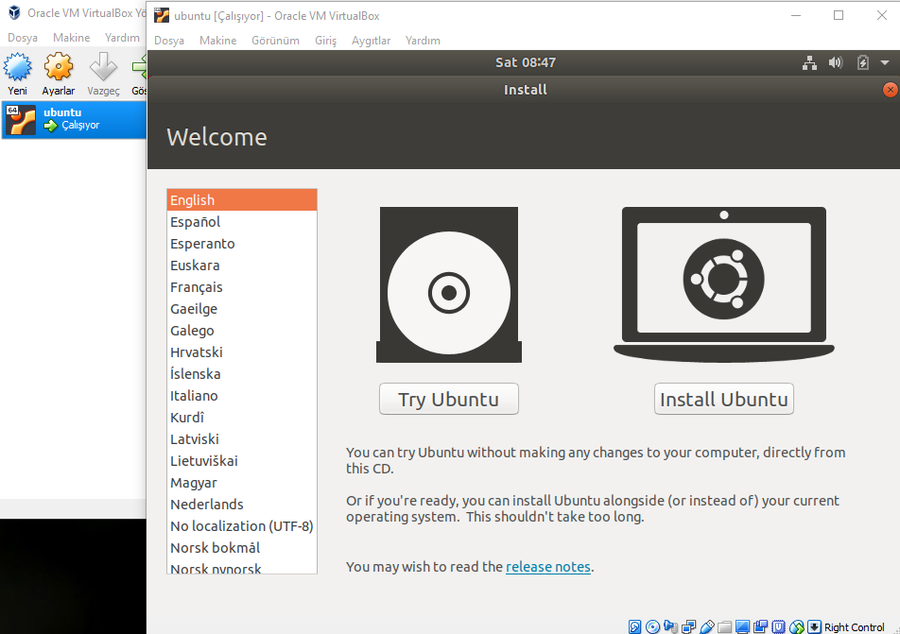 Oracle VM VirtualBox Yö
Dosya Makine Yardım
Yeni Ayarlar Vazgeç Gös
64
ubuntu
Çalışıyor
ubuntu [Çalışıyor] - Oracle VM VirtualBox
Dosya Makine Görünüm Giriş Aygıtlar Yardım
Sat 08:47
Install
Welcome
English
Español
Esperanto
Euskara
Français
Gaeilge
Galego
Hrvatski
Íslenska
Italiano
Kurdî
Latviski
Lietuviškai
Magyar
Nederlands
No localization (UTF-8)
Norsk bokmål
Norsk nynorsk
Try Ubuntu
Install Ubuntu
You can try Ubuntu without making any changes to your computer, directly from
this CD.
Or if you're ready, you can install Ubuntu alongside (or instead of) your current
operating system. This shouldn't take too long.
You may wish to read the release notes.
Right Control